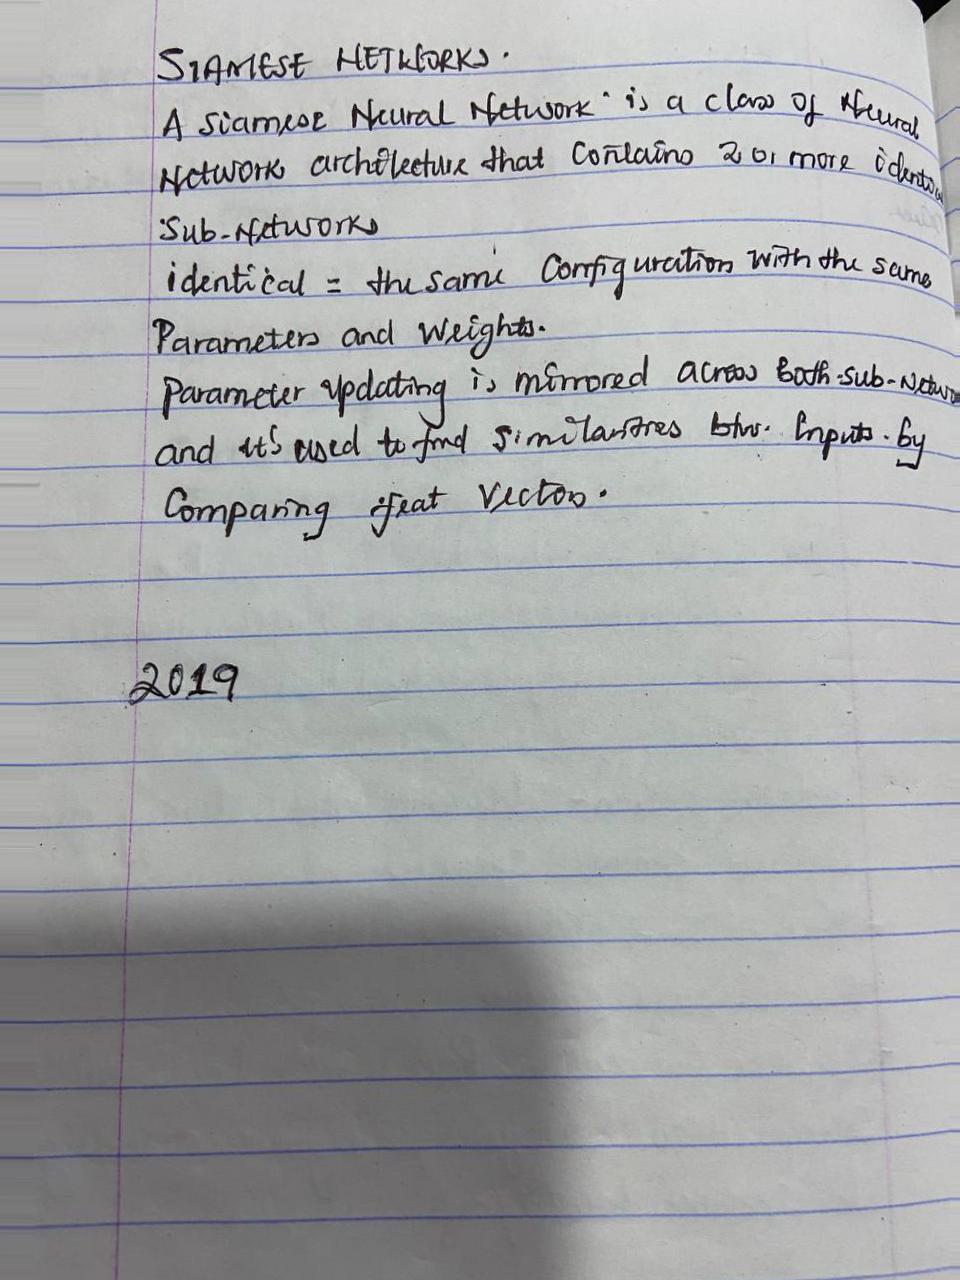 SIAMESE NETWORKS.
A Siamese Neural Network is a class of Neural
Network architecture that contains 2 or more identical
Sub-Networks
identical = the same Configuration with the same
Parameters and Weights.
Parameter updating is mirrored across both sub-Networ
and it's used to find similarities btw. Inputs by
Comparing feat vectors.
2019